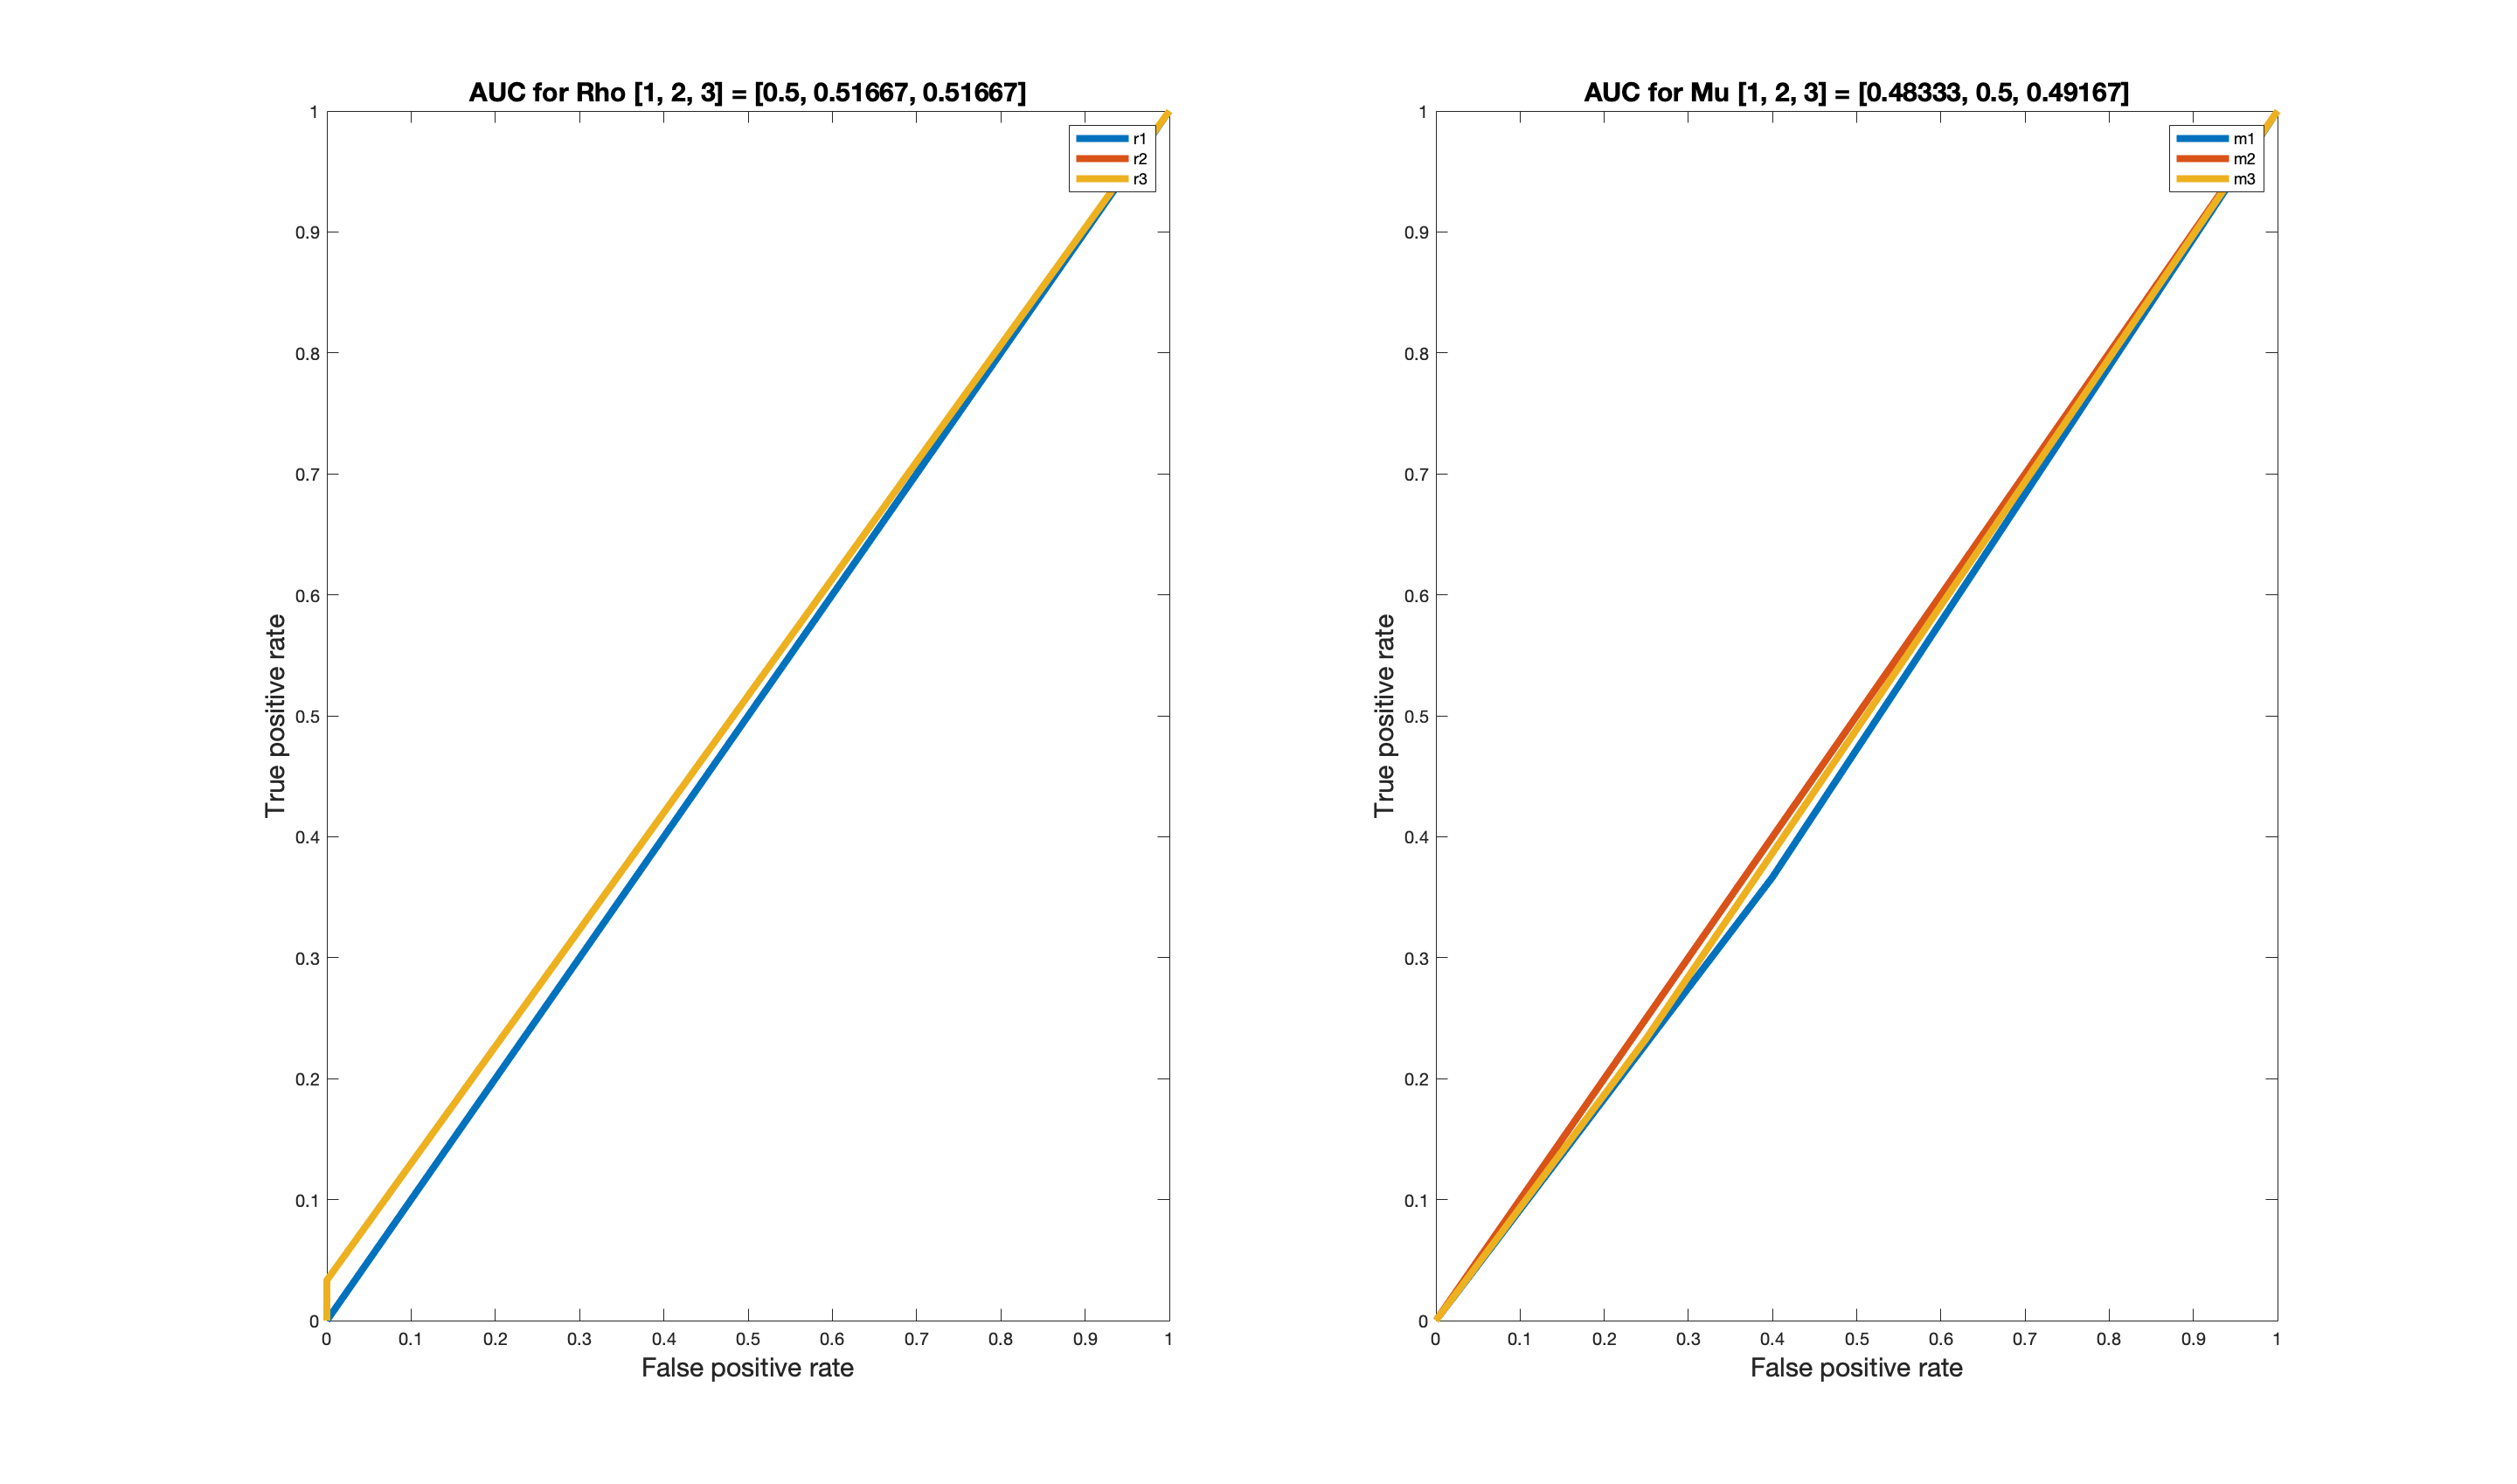 AUC for Rho [1, 2, 3] = [0.5, 0.51667, 0.51667]
1
0.9
0.8
0.7
0.6
0.5
0.4
0.3
0.2
0.1
0
True positive rate
r1
r2
r3
0 0.1 0.2 0.3 0.4 0.5 0.6 0.7 0.8 0.9 1
False positive rate
AUC for Mu [1, 2, 3] = [0.48333, 0.5, 0.49167]
1
0.9
0.8
0.7
0.6
0.5
0.4
0.3
0.2
0.1
0
True positive rate
m1
m2
m3
0 0.1 0.2 0.3 0.4 0.5 0.6 0.7 0.8 0.9 1
False positive rate